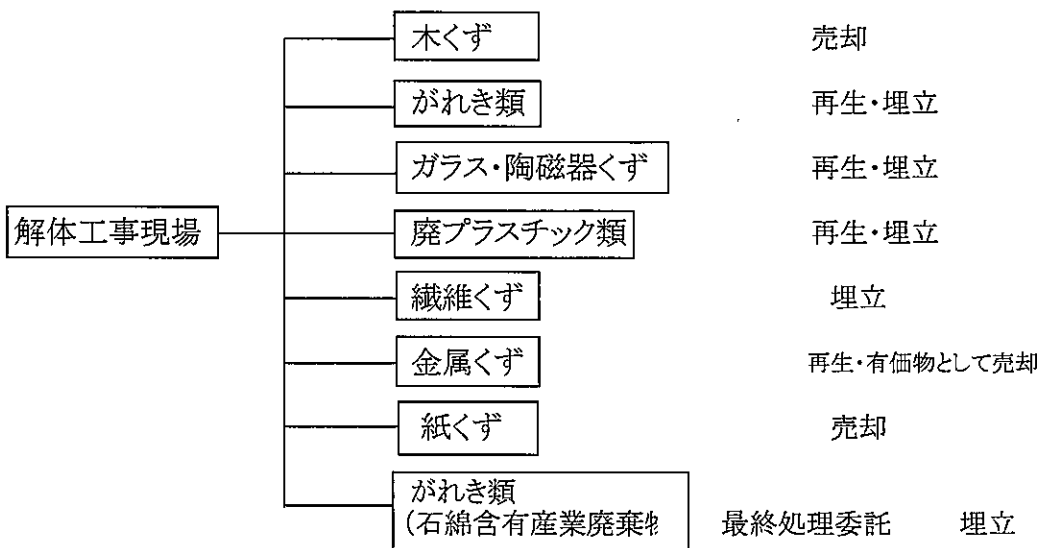 木くず 売却
がれき類 再生・埋立
ガラス・陶磁器くず 再生・埋立
解体工事現場 廃プラスチック類 再生・埋立
繊維くず 埋立
金属くず 再生・有価物として売却
紙くず 売却
がれき類
(石綿含有産業廃棄物 最終処理委託 埋立